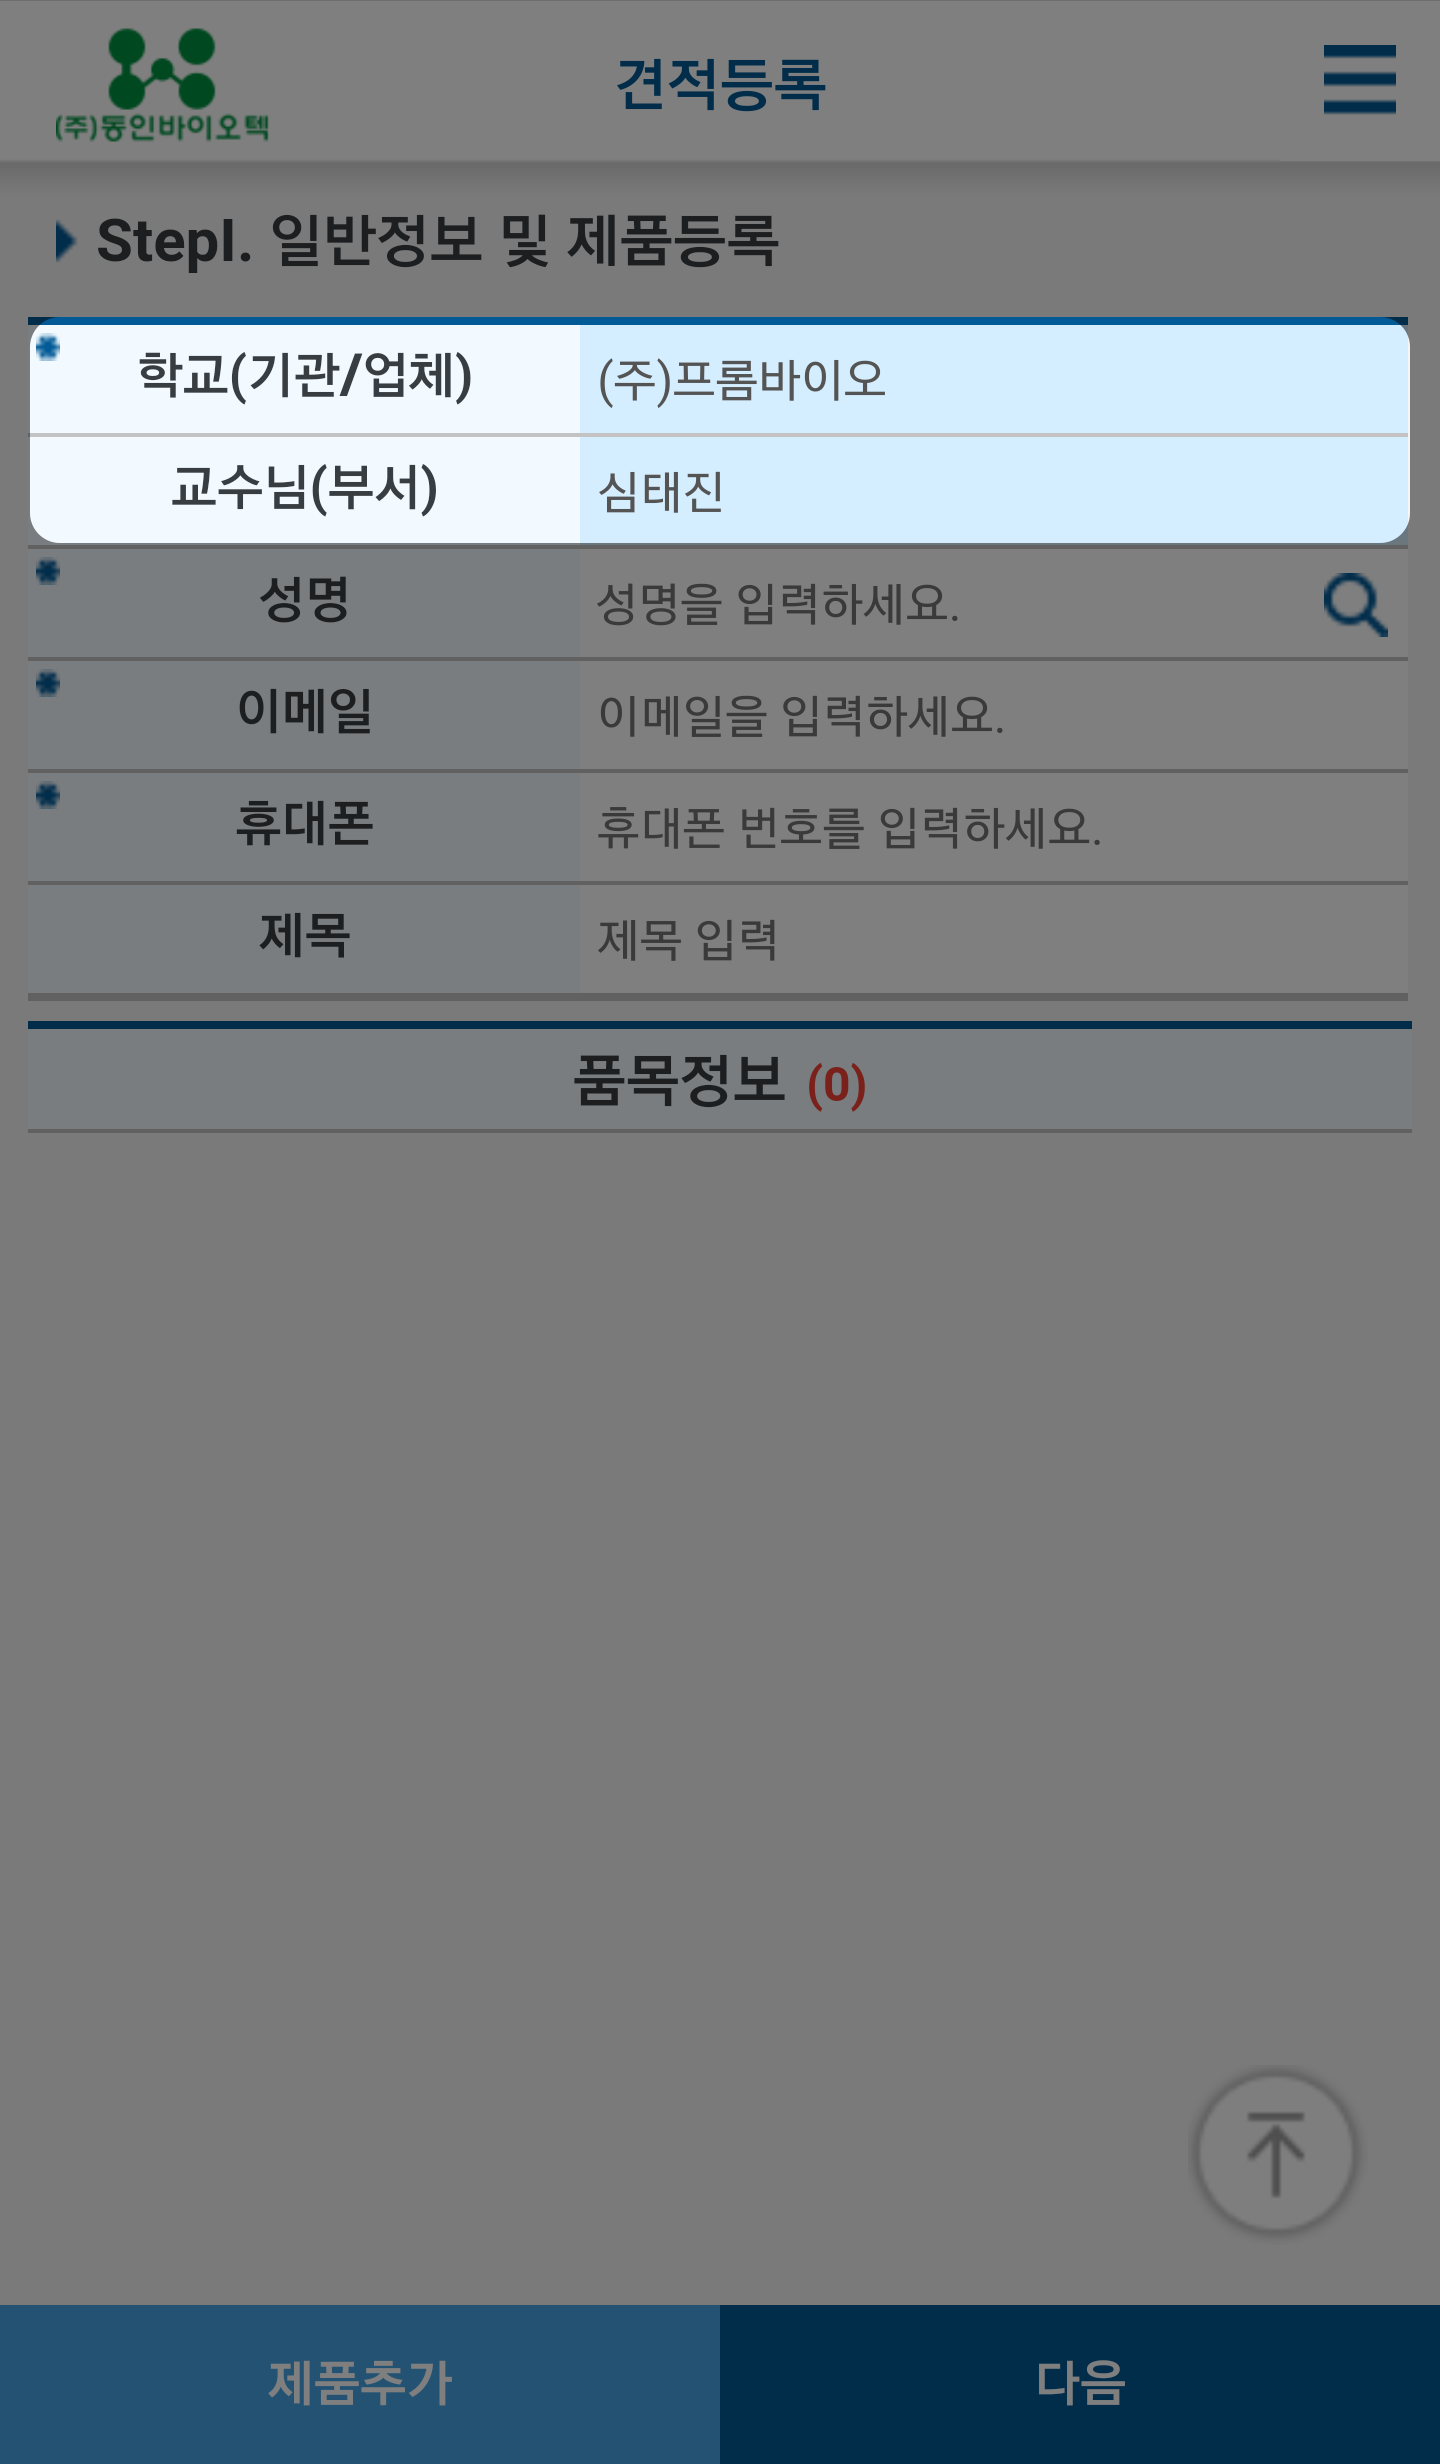 (주)동인바이오텍
견적등록
StepⅠ. 일반정보 및 제품등록
학교(기관/업체) (주)프롬바이오
교수님(부서) 심태진
성명 성명을 입력하세요.
이메일 이메일을 입력하세요.
휴대폰 휴대폰 번호를 입력하세요.
제목 제목 입력
품목정보 (0)
제품추가 다음